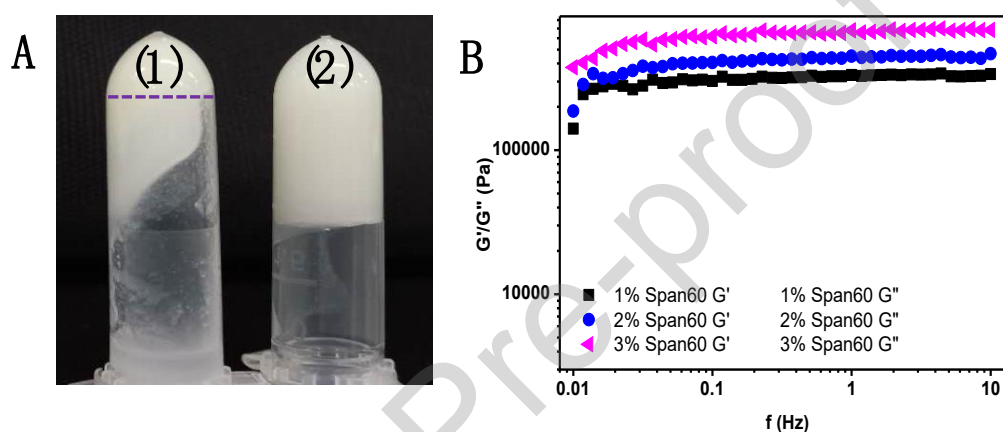 A
(1)
(2)
B
G'/G" (Pa)
100000
10000
1% Span60 G' 1% Span60 G"
2% Span60 G' 2% Span60 G"
3% Span60 G' 3% Span60 G"
0.01 0.1 1 10
f (Hz)
Pre-proof